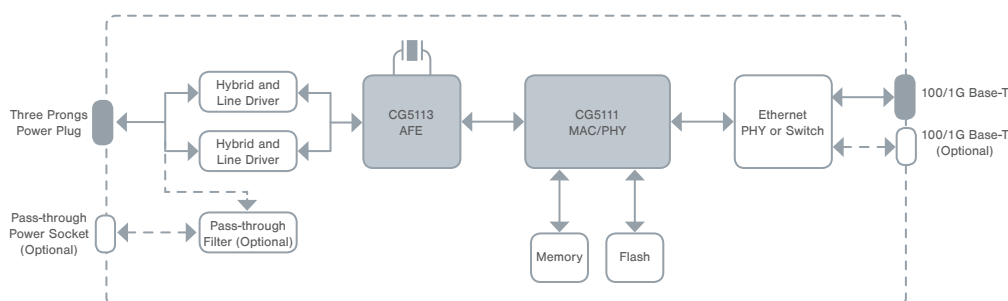 Three Prongs
Power Plug
Pass-through
Power Socket
(Optional)
Hybrid and
Line Driver
Hybrid and
Line Driver
Pass-through
Filter (Optional)
CG5113
AFE
CG5111
MAC/PHY
Memory
Flash
Ethernet
PHY or Switch
100/1G Base-T
100/1G Base-T
(Optional)